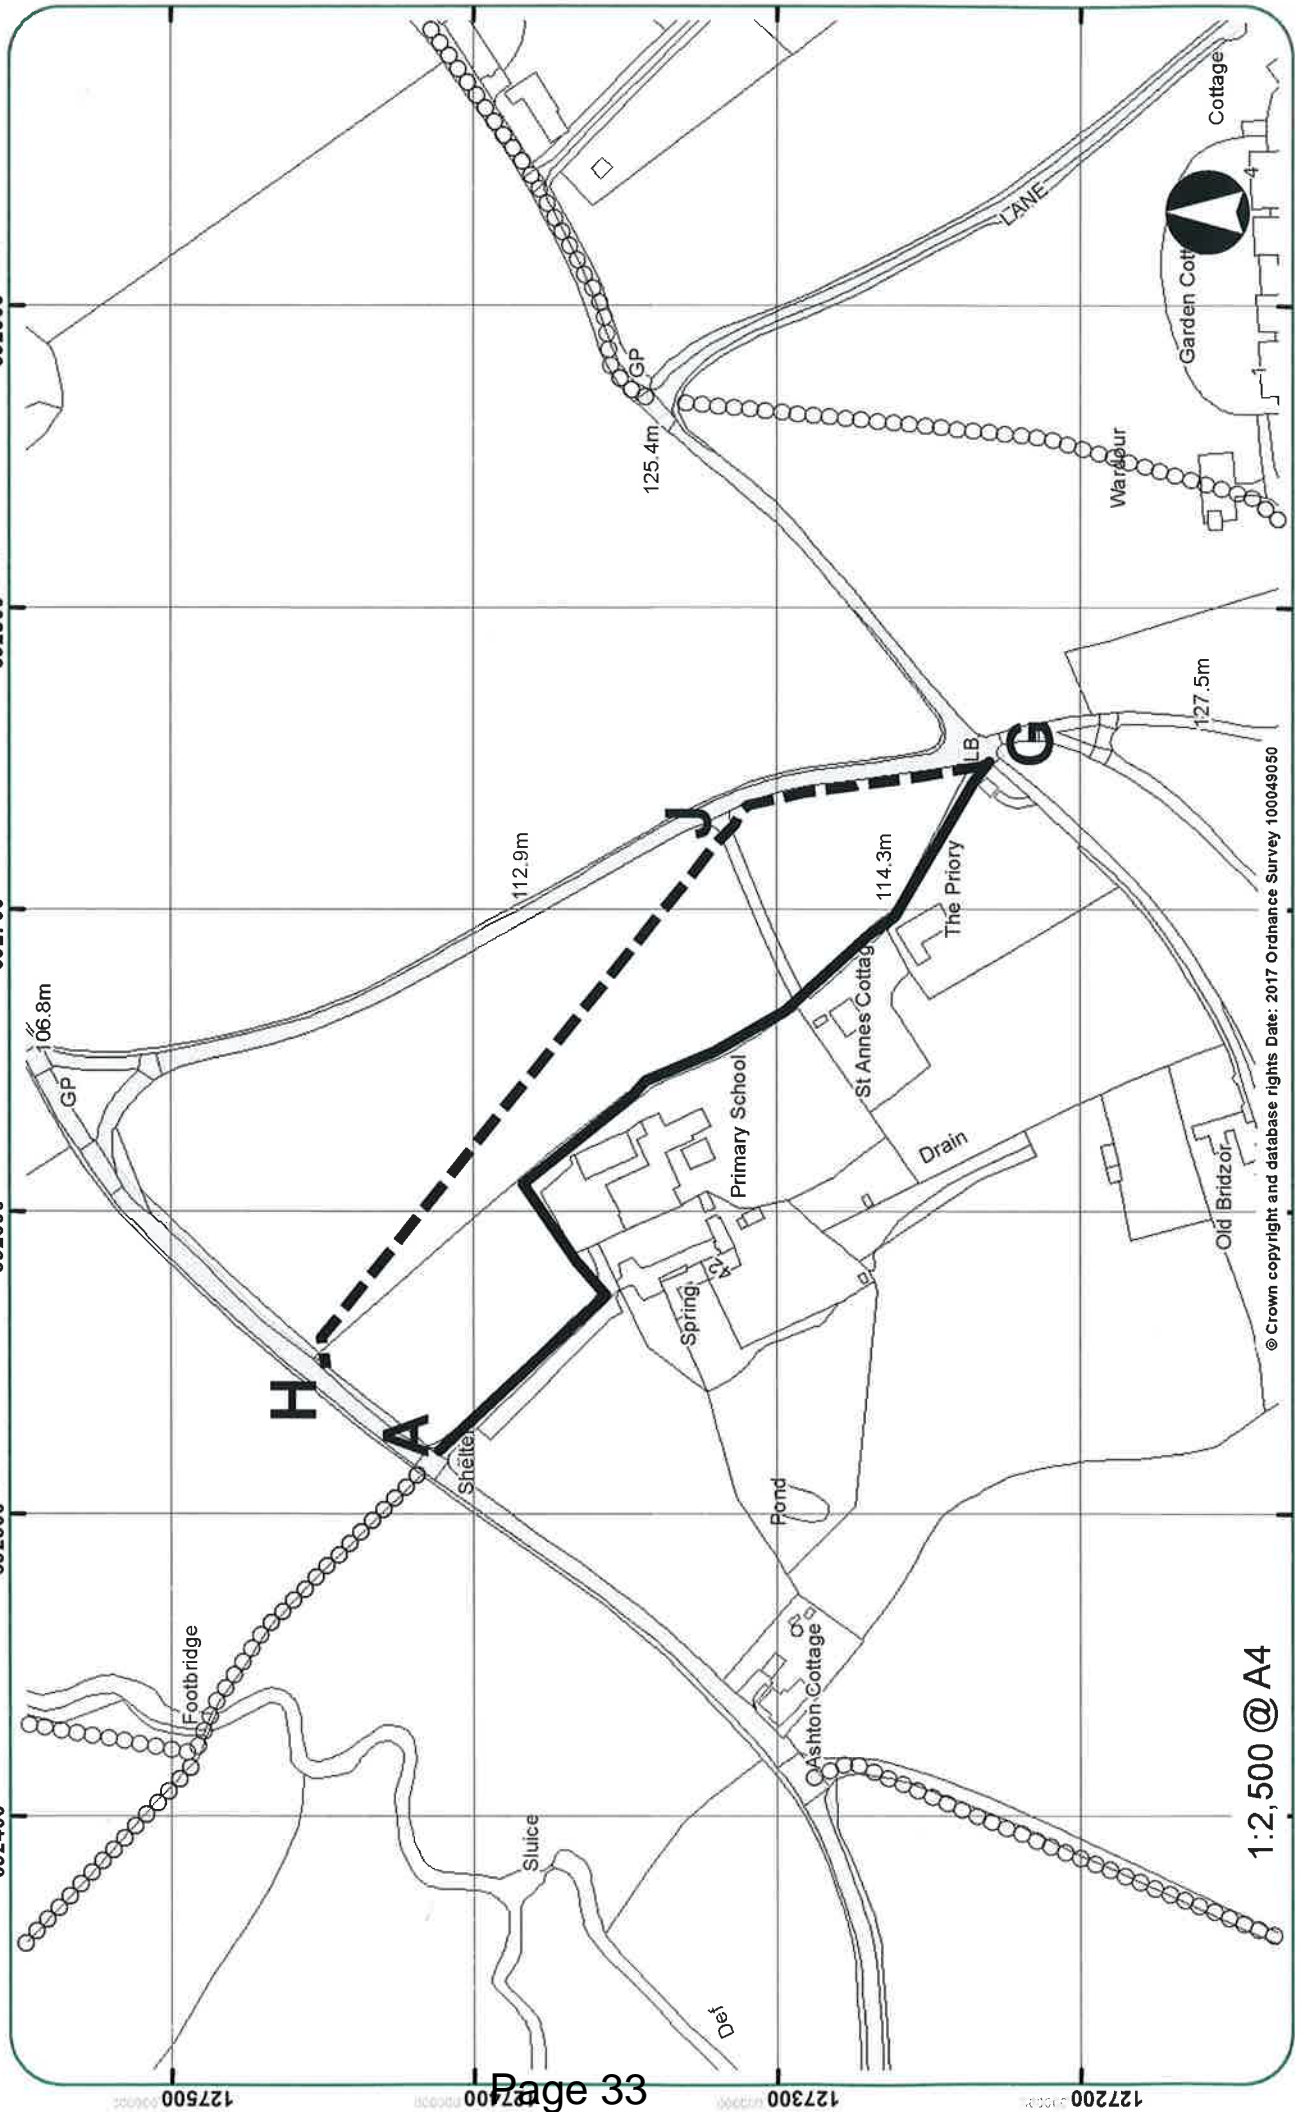 106.8m
GP
112.9m
H
A
J
Shelter
Footbridge
Sluice
Def
125.4m
GP
LANE
Cottage
4
Garden Cott
1
Wardour
LB
G
127.5m
114.3m
The Priory
St Annes Cottag
Primary School
Spring
42
Drain
Pond
Ashton Cottage
Old Bridzor
127500
127400
127300
127200
© Crown copyright and database rights Date: 2017 Ordnance Survey 100049050
1:2,500 @ A4
Page 33